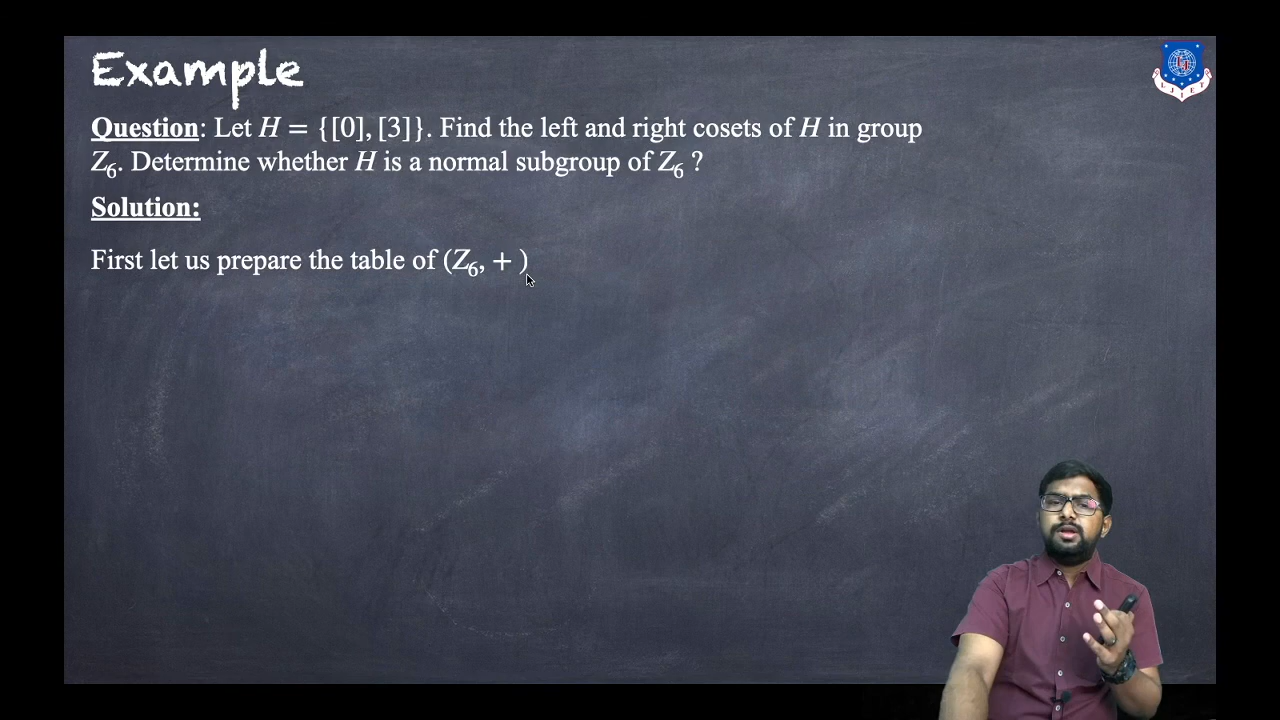 Example
Question: Let H = {[0], [3]}. Find the left and right cosets of H in group
Z₆. Determine whether H is a normal subgroup of Z₆ ?
Solution:
First let us prepare the table of (Z₆, + )